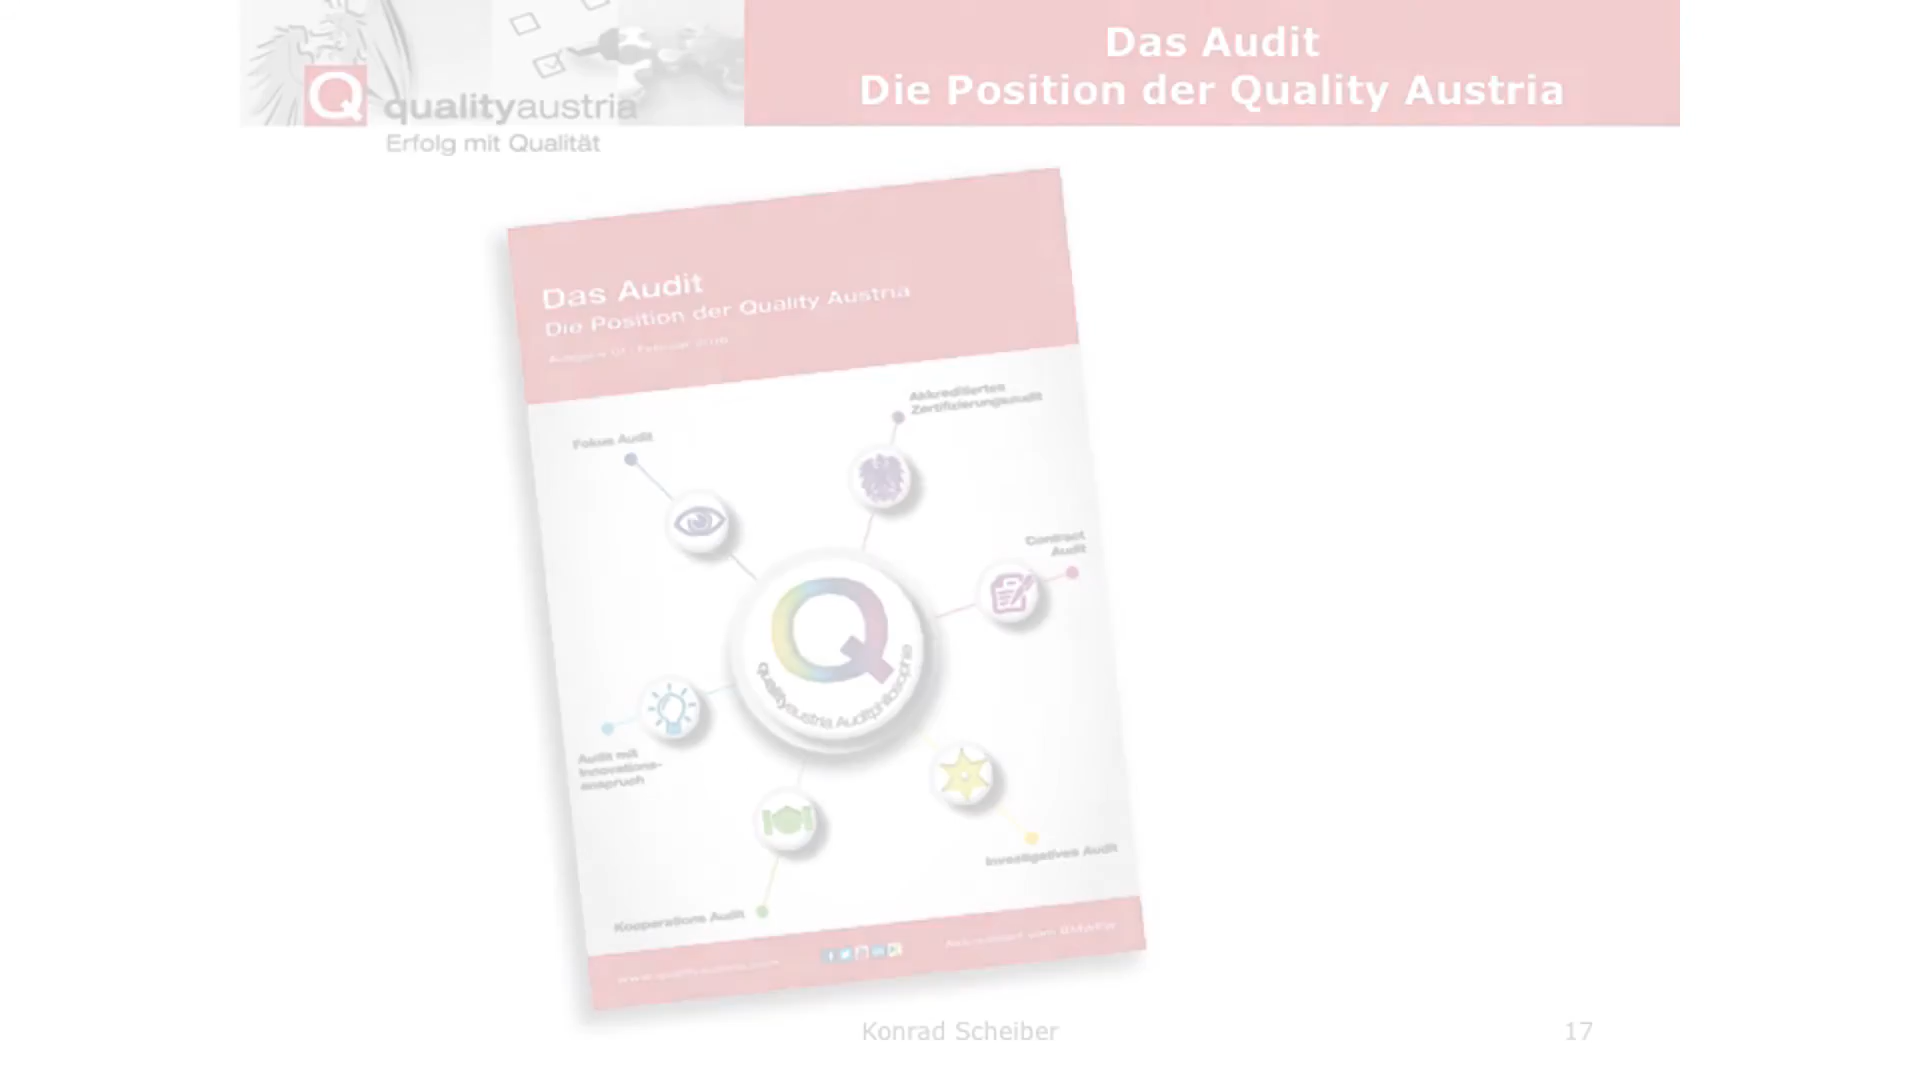 Das Audit
Die Position der Quality Austria
Q
qualityaustria
Erfolg mit Qualität
Das Audit
Die Position der Quality Austria
Akkreditiertes
Zertifizierungsaudit
Fokus Audit
Contract
Audit
Q
qualityaustria Auditphilosophie
Audit mit
Innovations-
anspruch
Investigatives Audit
Kooperations Audit
Konrad Scheiber
17